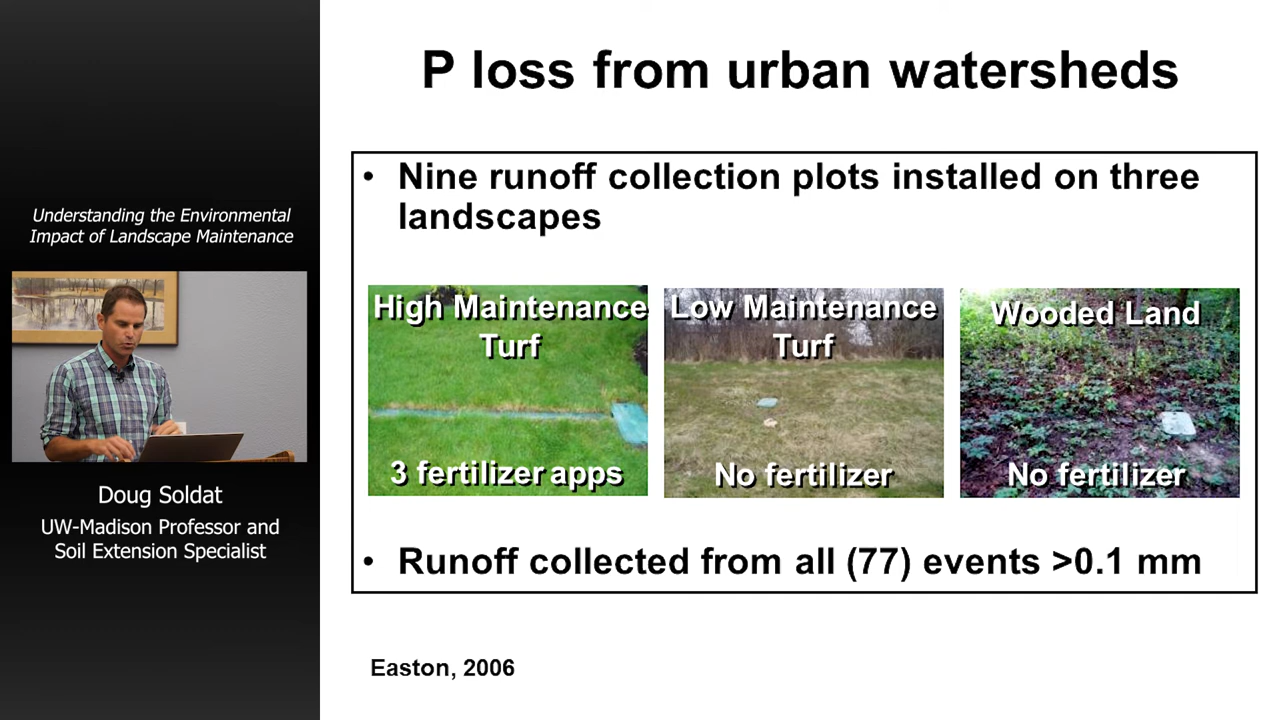 P loss from urban watersheds
• Nine runoff collection plots installed on three
landscapes
High Maintenance
Turf
3 fertilizer apps
Low Maintenance
Turf
No fertilizer
Wooded Land
No fertilizer
• Runoff collected from all (77) events >0.1 mm
Easton, 2006
Understanding the Environmental
Impact of Landscape Maintenance
Doug Soldat
UW-Madison Professor and
Soil Extension Specialist